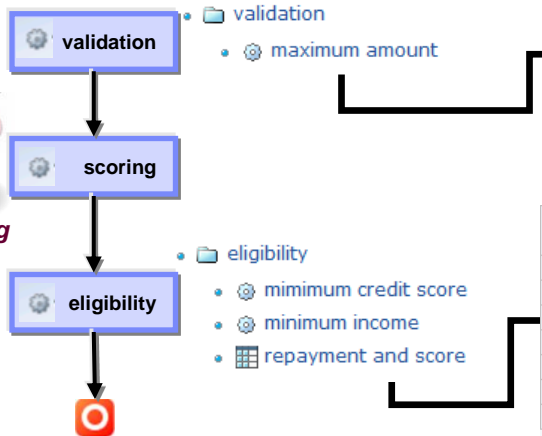 validation
validation
maximum amount
scoring
g
eligibility
eligibility
mimimum credit score
minimum income
repayment and score